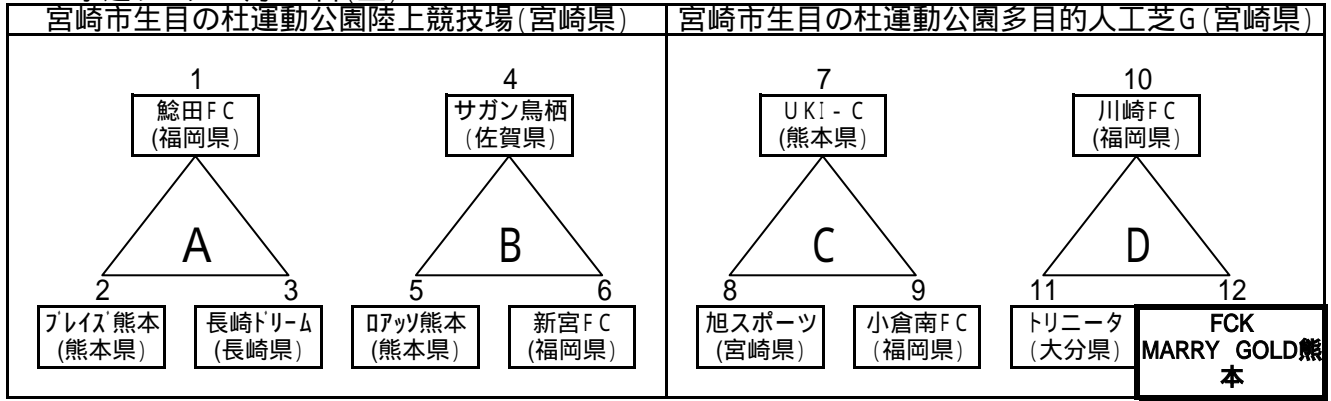 宮崎市生目の杜運動公園陸上競技場(宮崎県)
宮崎市生目の杜運動公園多目的人工芝G(宮崎県)
1
4
7
10
鯰田FC
(福岡県)
サガン鳥栖
(佐賀県)
UKI-C
(熊本県)
川崎FC
(福岡県)
A
B
C
D
2
3
5
6
8
9
11
12
ブレイズ熊本
(熊本県)
長崎ドリーム
(長崎県)
ロアッソ熊本
(熊本県)
新宮FC
(福岡県)
旭スポーツ
(宮崎県)
小倉南FC
(福岡県)
トリニータ
(大分県)
FCK
MARRY GOLD熊
本